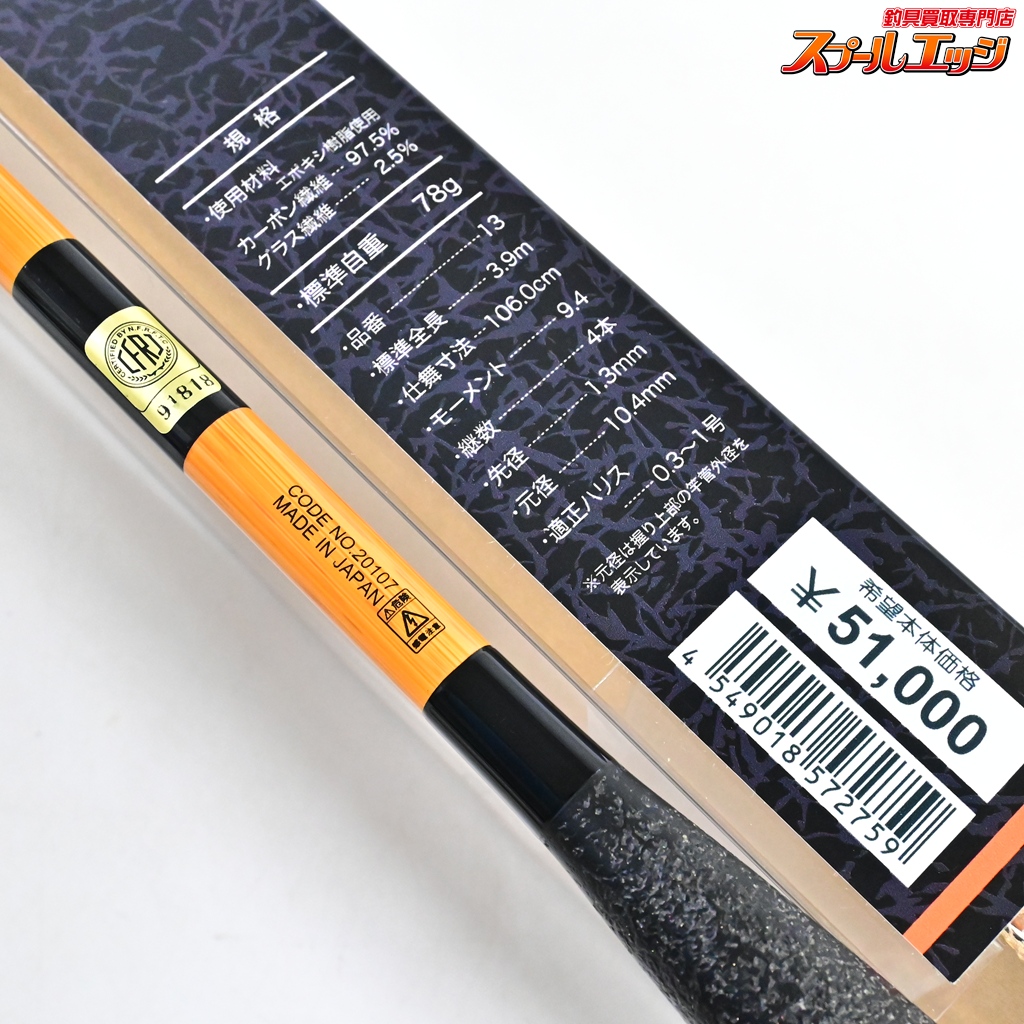 釣具買取専門店
スプールエッジ
規格
・使用材料
エポキシ樹脂使用
カーボン繊維……97.5%
グラス繊維……2.5%
・標準自重 78g
・品番……13
・標準全長……3.9m
・仕舞寸法……106.0cm
・モーメント……9.4
・継数……4本
・先径……1.3mm
・元径……10.4mm
・適正ハリス……0.3〜1号
※元径は握り上部の竿管外径を
表示しています。
希望本体価格
¥51,000
4 549018 572759
CERTIFIED BY N.F.R.F.T.C.
91818
CODE NO.20107
MADE IN JAPAN
危険
感電注意